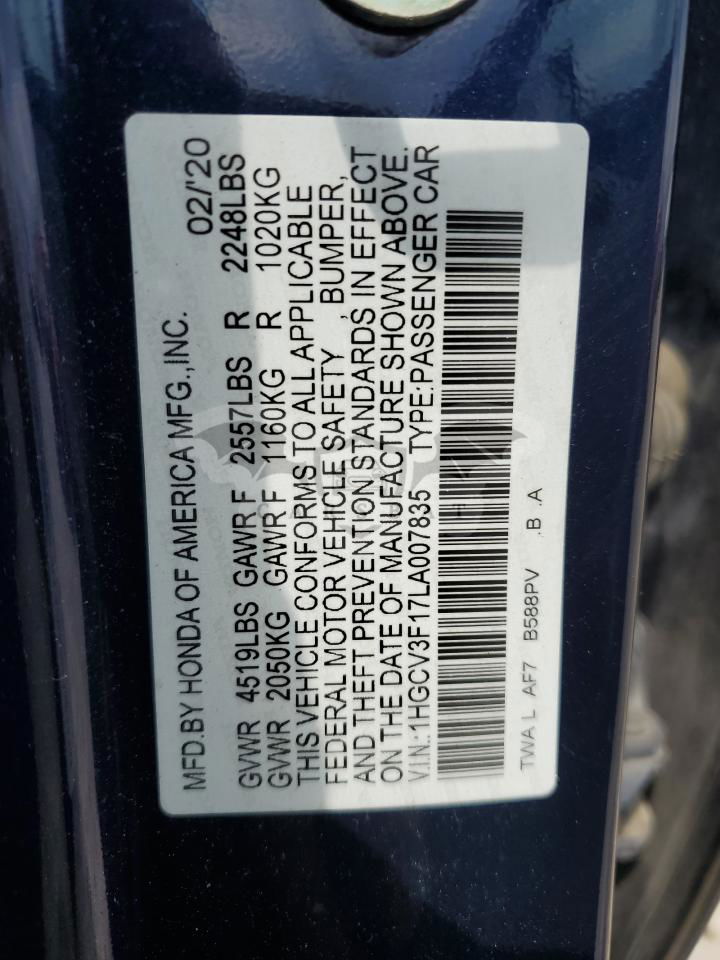 MFD.BY HONDA OF AMERICA MFG.,INC. 02/'20
GVWR 4519LBS GAWR F 2557LBS R 2248LBS
GVWR 2050KG GAWR F 1160KG R 1020KG
THIS VEHICLE CONFORMS TO ALL APPLICABLE
FEDERAL MOTOR VEHICLE SAFETY , BUMPER,
AND THEFT PREVENTION STANDARDS IN EFFECT
ON THE DATE OF MANUFACTURE SHOWN ABOVE.
V.I.N.:1HGCV3F17LA007835 TYPE:PASSENGER CAR
TWA L AF7 B588PV .B .A